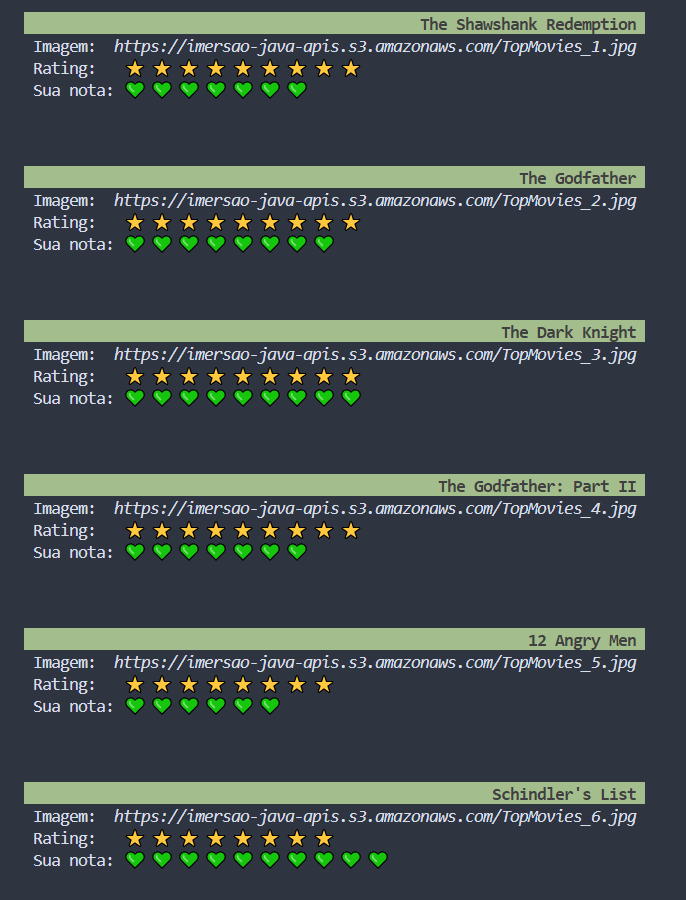 The Shawshank Redemption
Imagem: https://imersao-java-apis.s3.amazonaws.com/TopMovies_1.jpg
Rating: ⭐⭐⭐⭐⭐⭐⭐⭐⭐
Sua nota: 💚💚💚💚💚💚💚
The Godfather
Imagem: https://imersao-java-apis.s3.amazonaws.com/TopMovies_2.jpg
Rating: ⭐⭐⭐⭐⭐⭐⭐⭐⭐
Sua nota: 💚💚💚💚💚💚💚💚
The Dark Knight
Imagem: https://imersao-java-apis.s3.amazonaws.com/TopMovies_3.jpg
Rating: ⭐⭐⭐⭐⭐⭐⭐⭐⭐
Sua nota: 💚💚💚💚💚💚💚💚💚
The Godfather: Part II
Imagem: https://imersao-java-apis.s3.amazonaws.com/TopMovies_4.jpg
Rating: ⭐⭐⭐⭐⭐⭐⭐⭐⭐
Sua nota: 💚💚💚💚💚💚💚
12 Angry Men
Imagem: https://imersao-java-apis.s3.amazonaws.com/TopMovies_5.jpg
Rating: ⭐⭐⭐⭐⭐⭐⭐⭐
Sua nota: 💚💚💚💚💚💚
Schindler's List
Imagem: https://imersao-java-apis.s3.amazonaws.com/TopMovies_6.jpg
Rating: ⭐⭐⭐⭐⭐⭐⭐⭐
Sua nota: 💚💚💚💚💚💚💚💚💚💚